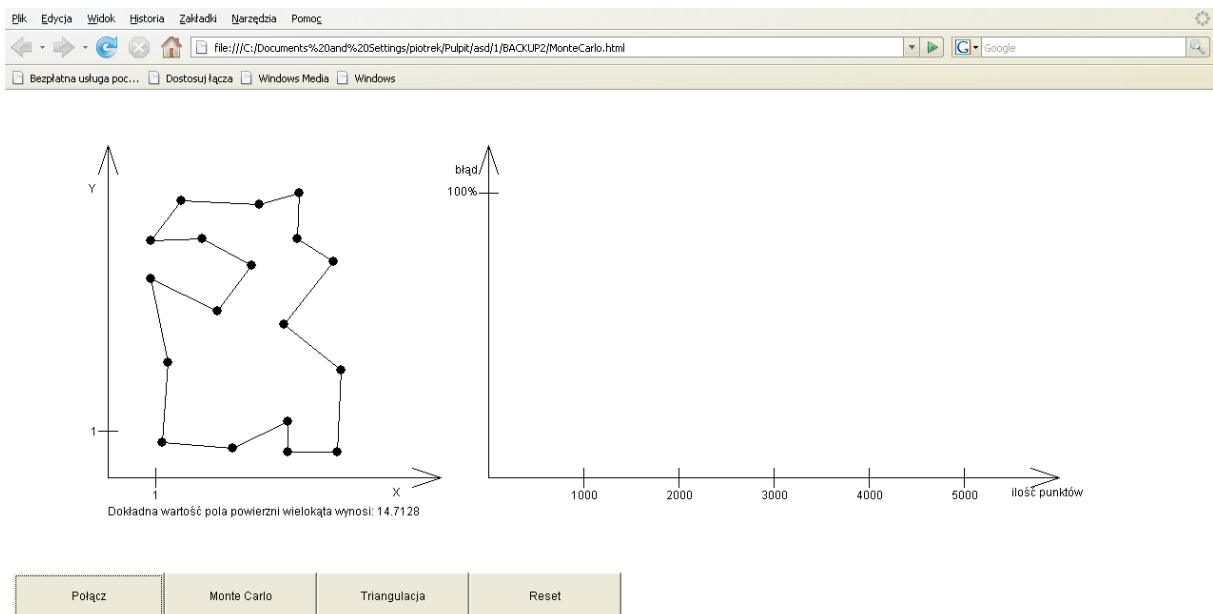 Plik Edycja Widok Historia Zakładki Narzędzia Pomoc
file:///C:/Documents%20and%20Settings/piotrek/Pulpit/asd/1/BACKUP2/MonteCarlo.html
G Google
Bezpłatna usługa poc... Dostosuj łącza Windows Media Windows
Y
1
1
X
Dokładna wartość pola powierzni wielokąta wynosi: 14.7128
błąd
100%
1000 2000 3000 4000 5000 ilość punktów
Połącz Monte Carlo Triangulacja Reset